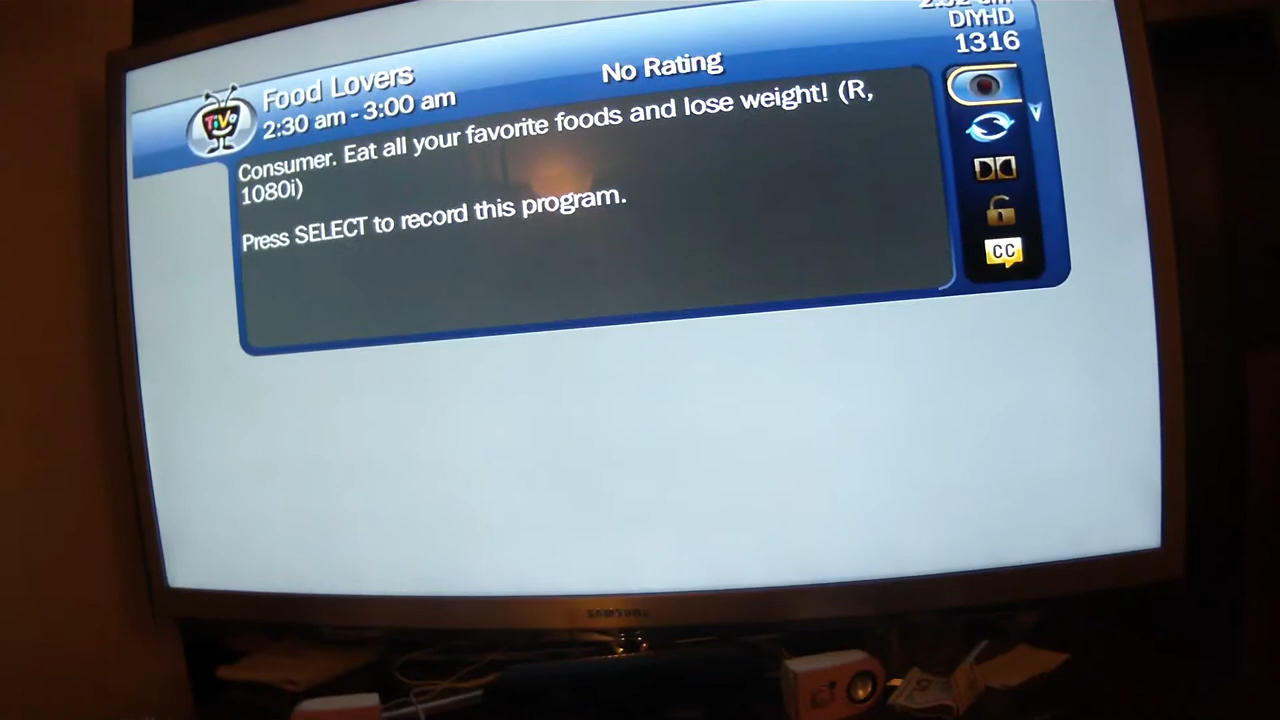 DIYHD
1316
TiVo
Food Lovers
No Rating
2:30 am - 3:00 am
Consumer. Eat all your favorite foods and lose weight! (R,
1080i)
Press SELECT to record this program.
CC
SAMSUNG